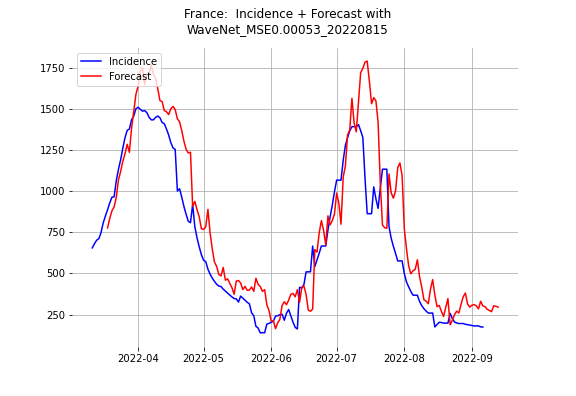 France:  Incidence + Forecast with
WaveNet_MSE0.00053_20220815
Incidence
Forecast
1750
1500
1250
1000
750
500
250
2022-04 2022-05 2022-06 2022-07 2022-08 2022-09